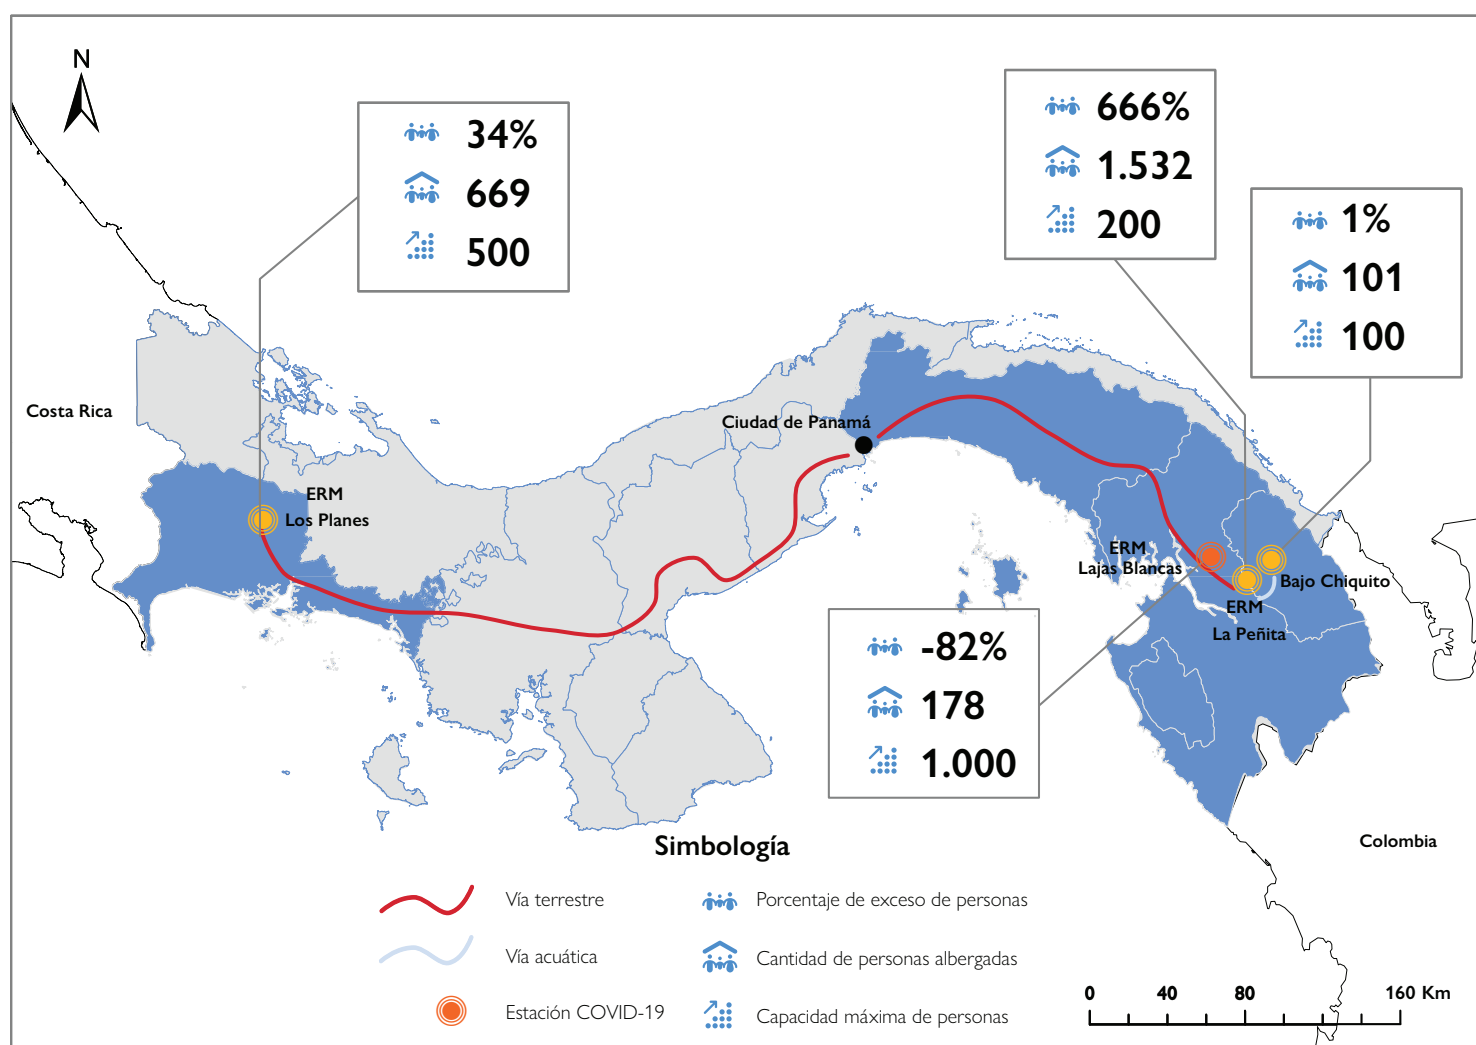 N
34%
669
500
666%
1.532
200
1%
101
100
Costa Rica
Ciudad de Panamá
ERM
Los Planes
ERM
Lajas Blancas
Bajo Chiquito
ERM
La Peñita
-82%
178
1.000
Colombia
Simbología
Vía terrestre
Vía acuática
Estación COVID-19
Porcentaje de exceso de personas
Cantidad de personas albergadas
Capacidad máxima de personas
0 40 80 160 Km